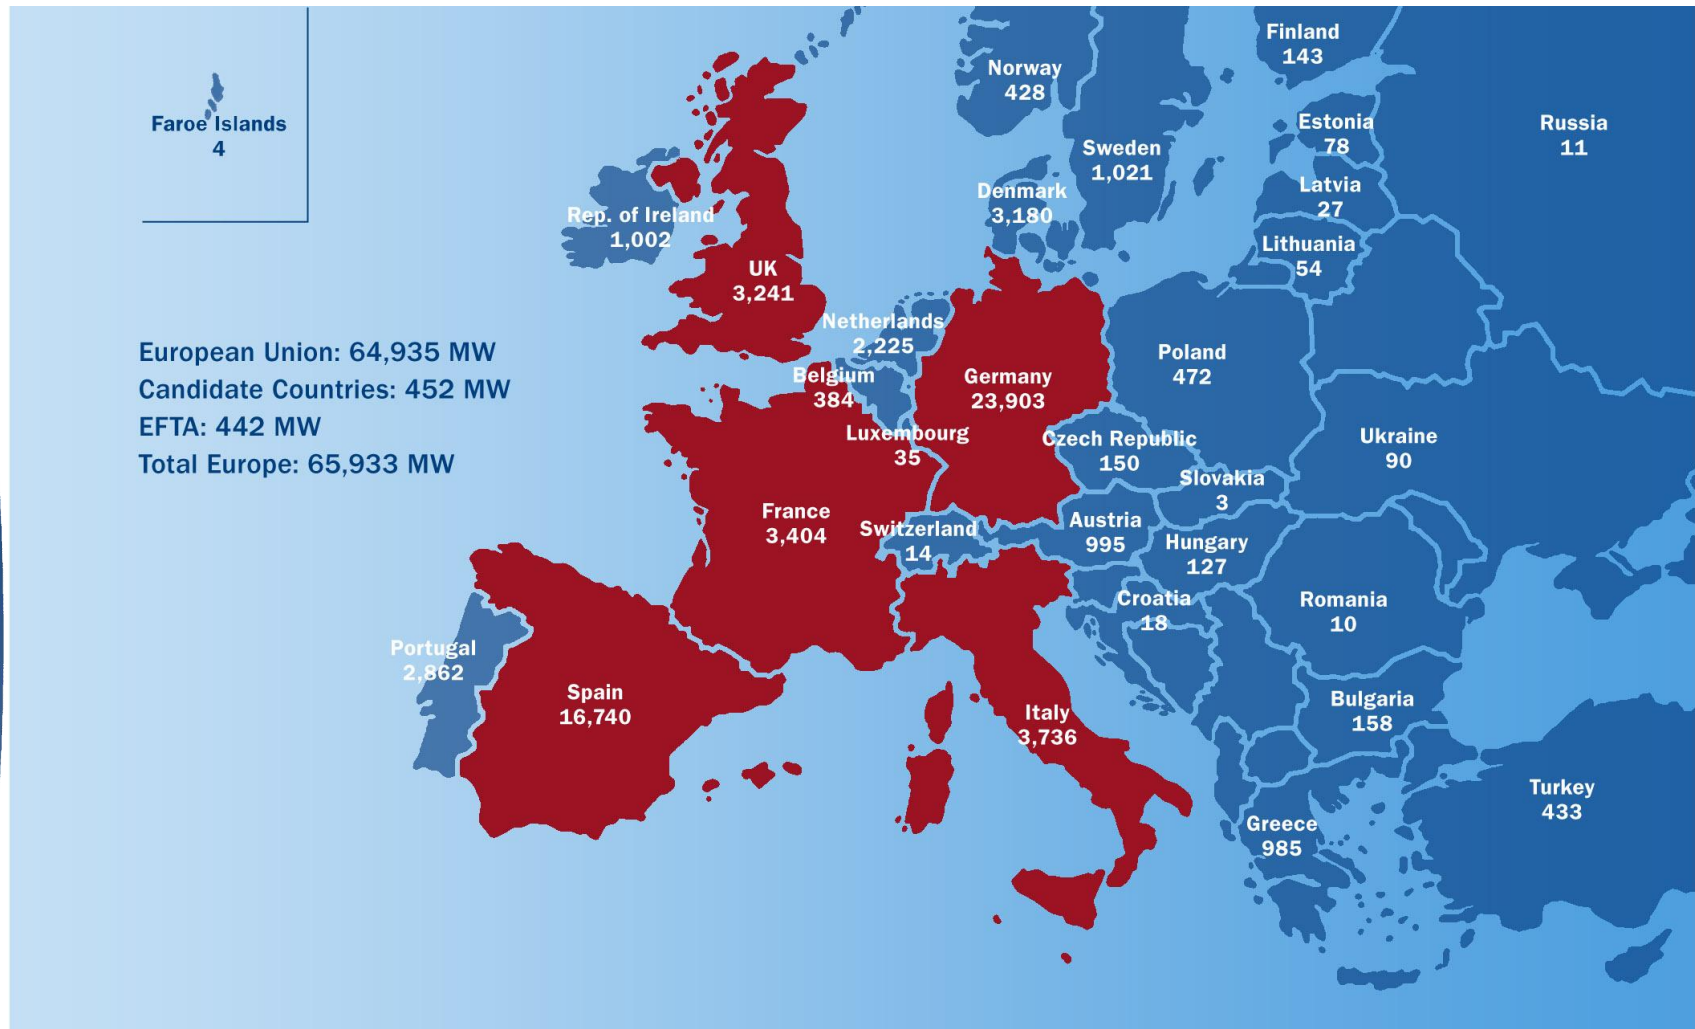 Faroe Islands
4
European Union: 64,935 MW
Candidate Countries: 452 MW
EFTA: 442 MW
Total Europe: 65,933 MW
Finland
143
Norway
428
Sweden
1,021
Estonia
78
Russia
11
Latvia
27
Denmark
3,180
Lithuania
54
Rep. of Ireland
1,002
UK
3,241
Netherlands
2,225
Belgium
384
Germany
23,903
Poland
472
Luxembourg
35
Czech Republic
150
Ukraine
90
Slovakia
3
France
3,404
Switzerland
14
Austria
995
Hungary
127
Croatia
18
Romania
10
Portugal
2,862
Spain
16,740
Italy
3,736
Bulgaria
158
Turkey
433
Greece
985